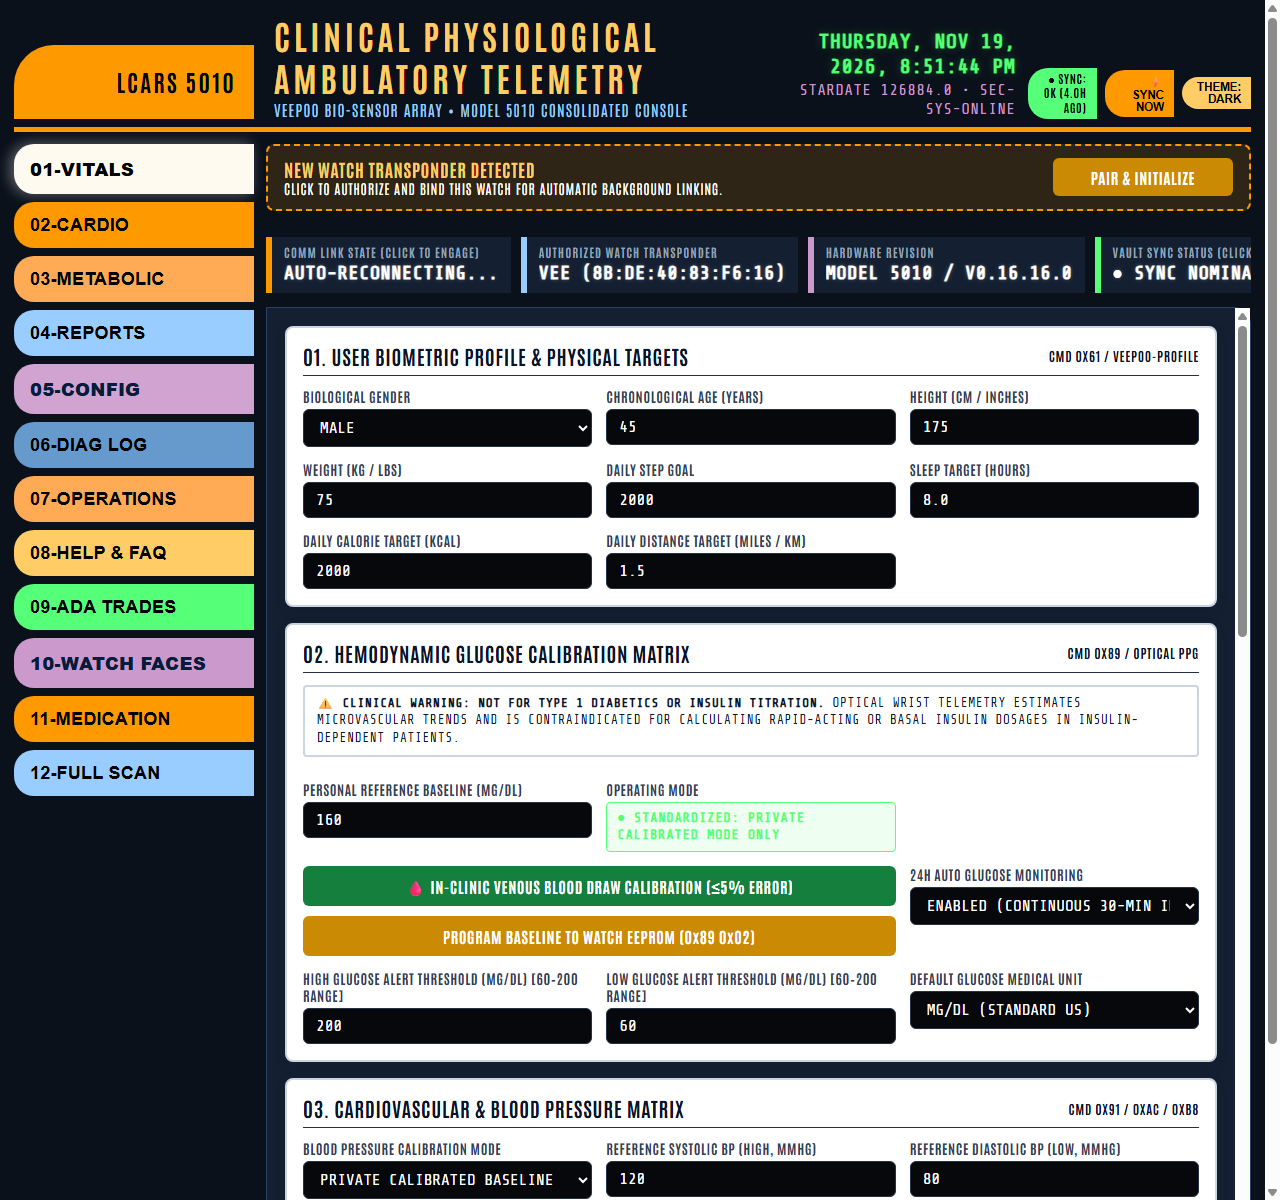 LCARS 5010
CLINICAL PHYSIOLOGICAL
AMBULATORY TELEMETRY
VEEPOO BIO-SENSOR ARRAY • MODEL 5010 CONSOLIDATED CONSOLE
THURSDAY, NOV 19,
2026, 8:51:44 PM
STARDATE 126884.0 · SEC-
SYS-ONLINE
● SYNC:
OK (4.0H
AGO)
SYNC
NOW
THEME:
DARK
01-VITALS
02-CARDIO
03-METABOLIC
04-REPORTS
05-CONFIG
06-DIAG LOG
07-OPERATIONS
08-HELP & FAQ
09-ADA TRADES
10-WATCH FACES
11-MEDICATION
12-FULL SCAN
NEW WATCH TRANSPONDER DETECTED
CLICK TO AUTHORIZE AND BIND THIS WATCH FOR AUTOMATIC BACKGROUND LINKING.
PAIR & INITIALIZE
COMM LINK STATE (CLICK TO ENGAGE)
AUTO-RECONNECTING...
AUTHORIZED WATCH TRANSPONDER
VEE (8B:DE:40:83:F6:16)
HARDWARE REVISION
MODEL 5010 / V0.16.16.0
VAULT SYNC STATUS (CLICK
● SYNC NOMINA
01. USER BIOMETRIC PROFILE & PHYSICAL TARGETS
CMD 0X61 / VEEPOO-PROFILE
BIOLOGICAL GENDER
MALE
CHRONOLOGICAL AGE (YEARS)
45
HEIGHT (CM / INCHES)
175
WEIGHT (KG / LBS)
75
DAILY STEP GOAL
2000
SLEEP TARGET (HOURS)
8.0
DAILY CALORIE TARGET (KCAL)
2000
DAILY DISTANCE TARGET (MILES / KM)
1.5
02. HEMODYNAMIC GLUCOSE CALIBRATION MATRIX
CMD 0X89 / OPTICAL PPG
⚠️ CLINICAL WARNING: NOT FOR TYPE 1 DIABETICS OR INSULIN TITRATION. OPTICAL WRIST TELEMETRY ESTIMATES
MICROVASCULAR TRENDS AND IS CONTRAINDICATED FOR CALCULATING RAPID-ACTING OR BASAL INSULIN DOSAGES IN INSULIN-
DEPENDENT PATIENTS.
PERSONAL REFERENCE BASELINE (MG/DL)
160
OPERATING MODE
● STANDARDIZED: PRIVATE
CALIBRATED MODE ONLY
🩸 IN-CLINIC VENOUS BLOOD DRAW CALIBRATION (≤5% ERROR)
PROGRAM BASELINE TO WATCH EEPROM (0x89 0x02)
24H AUTO GLUCOSE MONITORING
ENABLED (CONTINUOUS 30-MIN I
HIGH GLUCOSE ALERT THRESHOLD (MG/DL) [60-200
RANGE]
200
LOW GLUCOSE ALERT THRESHOLD (MG/DL) [60-200
RANGE]
60
DEFAULT GLUCOSE MEDICAL UNIT
MG/DL (STANDARD US)
03. CARDIOVASCULAR & BLOOD PRESSURE MATRIX
CMD 0X91 / 0XAC / 0XB8
BLOOD PRESSURE CALIBRATION MODE
PRIVATE CALIBRATED BASELINE
REFERENCE SYSTOLIC BP (HIGH, MMHG)
120
REFERENCE DIASTOLIC BP (LOW, MMHG)
80